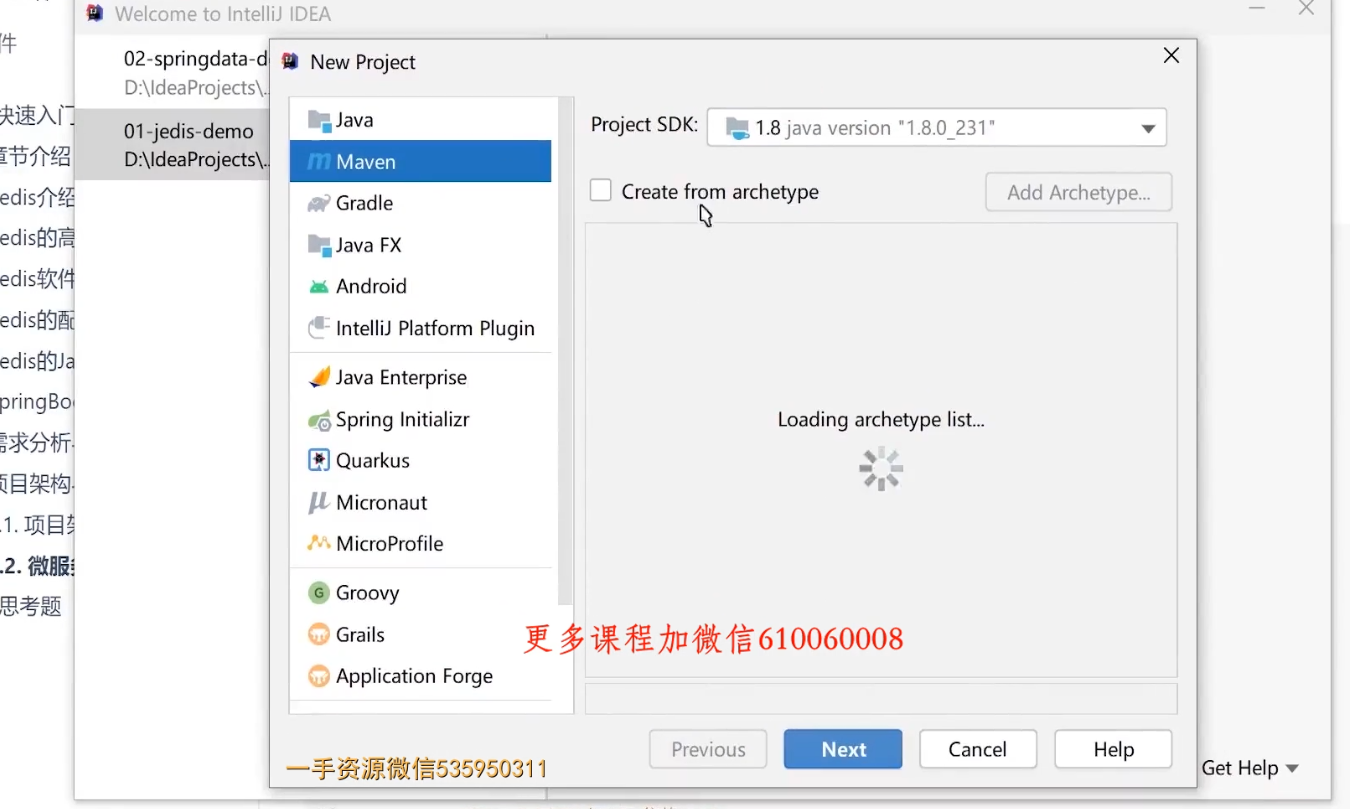 Welcome to IntelliJ IDEA
件
快速入门
章节介绍
edis介绍
edis的高
edis软件
edis的配
edis的Ja
pringBo
需求分析
项目架构
.1. 项目架
.2. 微服务
思考题
02-springdata-d
D:\IdeaProjects\..
01-jedis-demo
D:\IdeaProjects\..
New Project
Java
Maven
Gradle
Java FX
Android
IntelliJ Platform Plugin
Java Enterprise
Spring Initializr
Quarkus
Micronaut
MicroProfile
Groovy
Grails
Application Forge
Project SDK:
1.8 java version "1.8.0_231"
Create from archetype
Add Archetype...
Loading archetype list...
更多课程加微信610060008
Previous
Next
Cancel
Help
一手资源微信535950311
Get Help